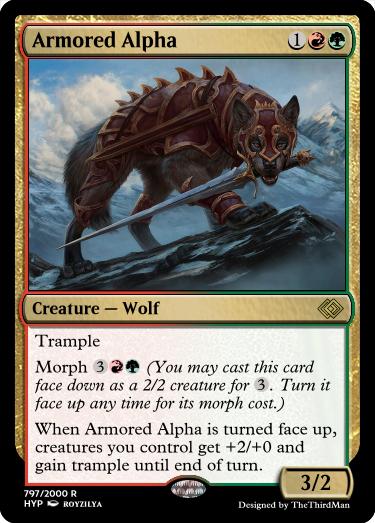 Armored Alpha 1
Creature — Wolf
Trample
Morph 3 (You may cast this card
face down as a 2/2 creature for 3. Turn it
face up any time for its morph cost.)
When Armored Alpha is turned face up,
creatures you control get +2/+0 and
gain trample until end of turn.
3/2
797/2000 R
HYP ROYZILYA
Designed by TheThirdMan